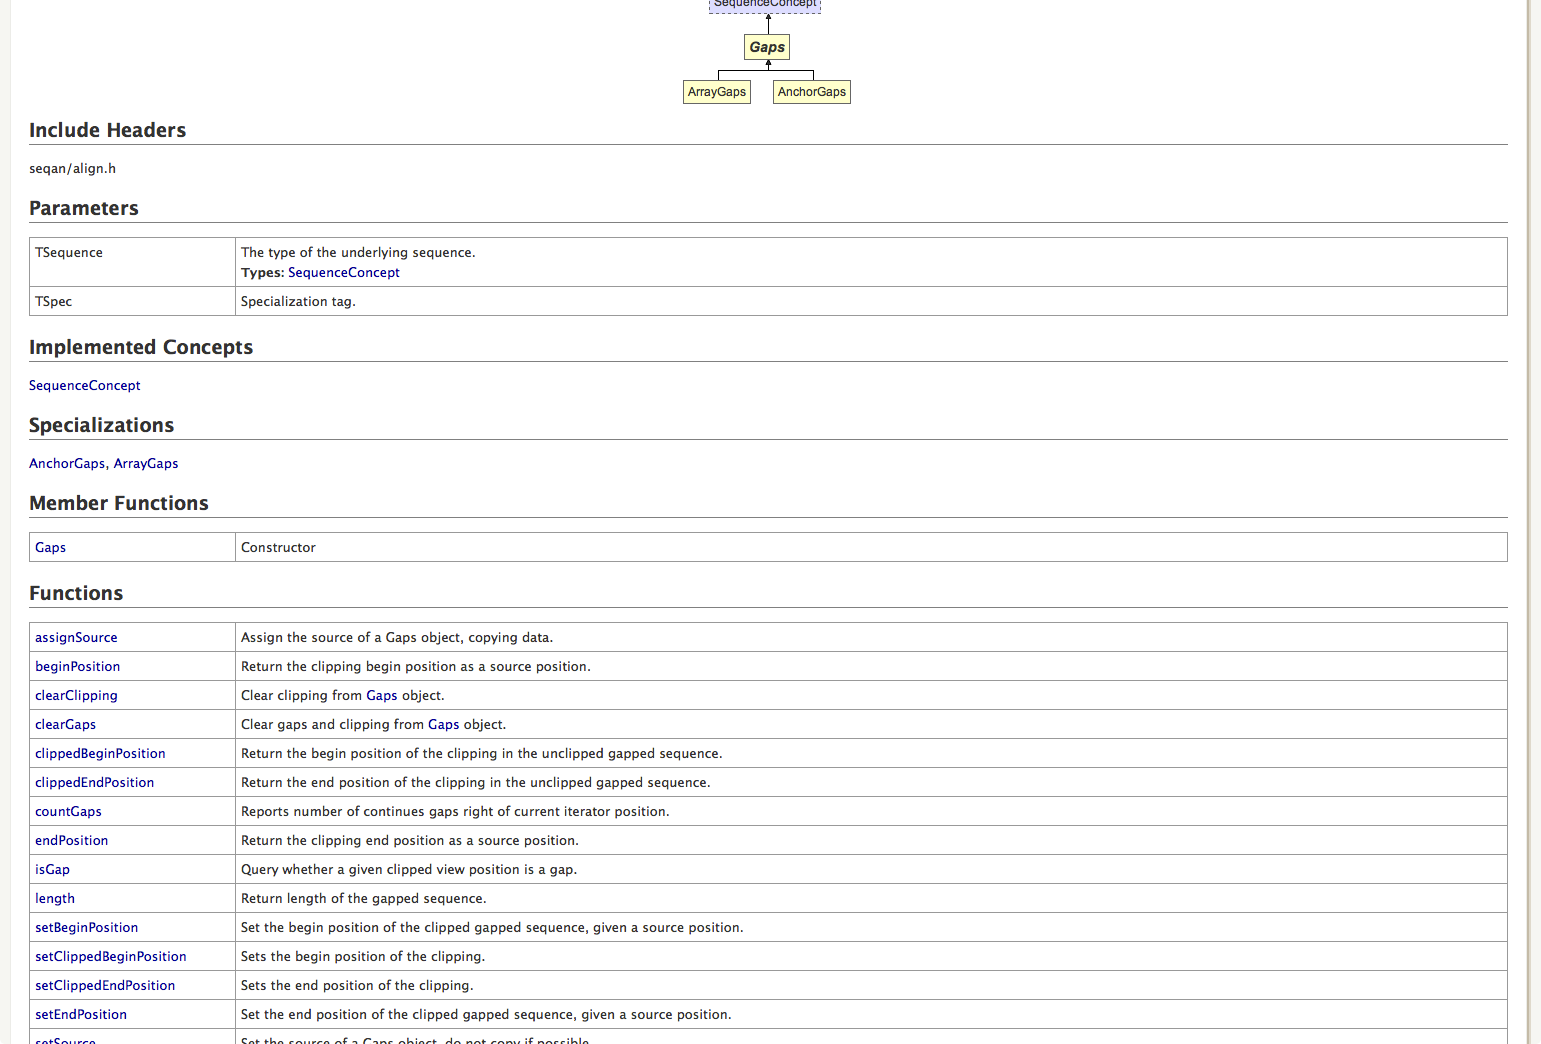 SequenceConcept
Gaps
ArrayGaps AnchorGaps
Include Headers
seqan/align.h
Parameters
TSequence The type of the underlying sequence.
Types: SequenceConcept
TSpec Specialization tag.
Implemented Concepts
SequenceConcept
Specializations
AnchorGaps, ArrayGaps
Member Functions
Gaps Constructor
Functions
assignSource Assign the source of a Gaps object, copying data.
beginPosition Return the clipping begin position as a source position.
clearClipping Clear clipping from Gaps object.
clearGaps Clear gaps and clipping from Gaps object.
clippedBeginPosition Return the begin position of the clipping in the unclipped gapped sequence.
clippedEndPosition Return the end position of the clipping in the unclipped gapped sequence.
countGaps Reports number of continues gaps right of current iterator position.
endPosition Return the clipping end position as a source position.
isGap Query whether a given clipped view position is a gap.
length Return length of the gapped sequence.
setBeginPosition Set the begin position of the clipped gapped sequence, given a source position.
setClippedBeginPosition Sets the begin position of the clipping.
setClippedEndPosition Sets the end position of the clipping.
setEndPosition Set the end position of the clipped gapped sequence, given a source position.
setSource Set the source of a Gaps object, do not copy if possible.